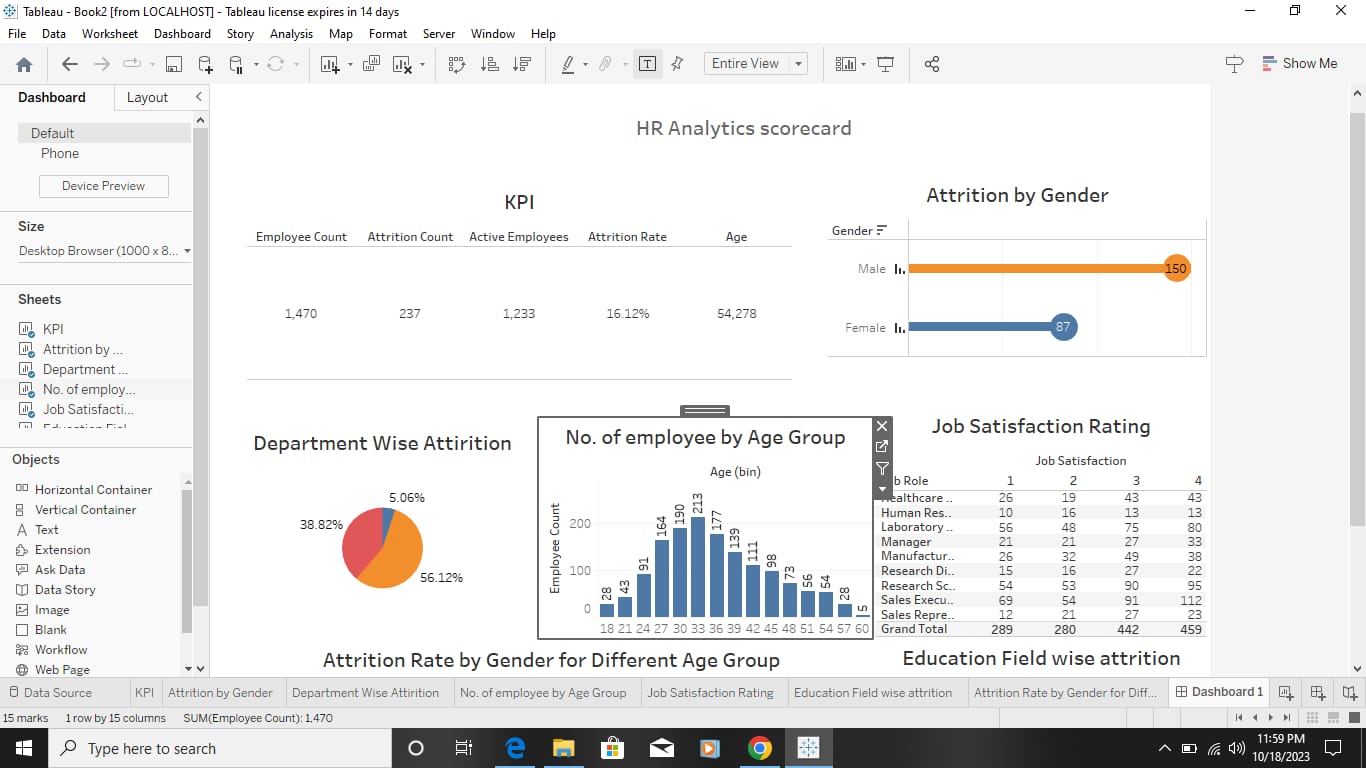 Tableau - Book2 [from LOCALHOST] - Tableau license expires in 14 days
File Data Worksheet Dashboard Story Analysis Map Format Server Window Help
Entire View
Show Me
Dashboard Layout
Default
Phone
Device Preview
Size
Desktop Browser (1000 x 8...
Sheets
KPI
Attrition by ...
Department ...
No. of employ...
Job Satisfacti...
Objects
Horizontal Container
Vertical Container
Text
Extension
Ask Data
Data Story
Image
Blank
Workflow
Web Page
HR Analytics scorecard
KPI
Employee Count Attrition Count Active Employees Attrition Rate Age
1,470 237 1,233 16.12% 54,278
Attrition by Gender
Gender
Male 150
Female 87
Department Wise Attirition
5.06%
38.82%
56.12%
No. of employee by Age Group
Age (bin)
Employee Count
200
100
0
28 43 91 164 190 213 177 139 111 98 73 56 54 28 5
18 21 24 27 30 33 36 39 42 45 48 51 54 57 60
Job Satisfaction Rating
Job Satisfaction
b Role 1 2 3 4
Healthcare .. 26 19 43 43
Human Res.. 10 16 13 13
Laboratory .. 56 48 75 80
Manager 21 21 27 33
Manufactur.. 26 32 49 38
Research Di.. 15 16 27 22
Research Sc.. 54 53 90 95
Sales Execu.. 69 54 91 112
Sales Repre.. 12 21 27 23
Grand Total 289 280 442 459
Attrition Rate by Gender for Different Age Group
Education Field wise attrition
Data Source KPI Attrition by Gender Department Wise Attirition No. of employee by Age Group Job Satisfaction Rating Education Field wise attrition Attrition Rate by Gender for Diff... Dashboard 1
15 marks 1 row by 15 columns SUM(Employee Count): 1,470
Type here to search
11:59 PM
10/18/2023